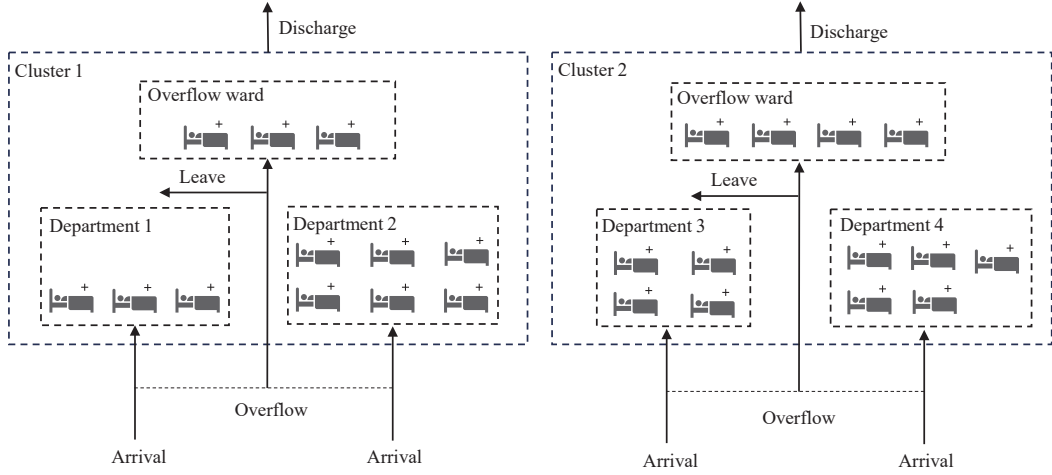 Discharge
Cluster 1
Overflow ward
Leave
Department 1
Department 2
Overflow
Arrival
Arrival
Discharge
Cluster 2
Overflow ward
Leave
Department 3
Department 4
Overflow
Arrival
Arrival